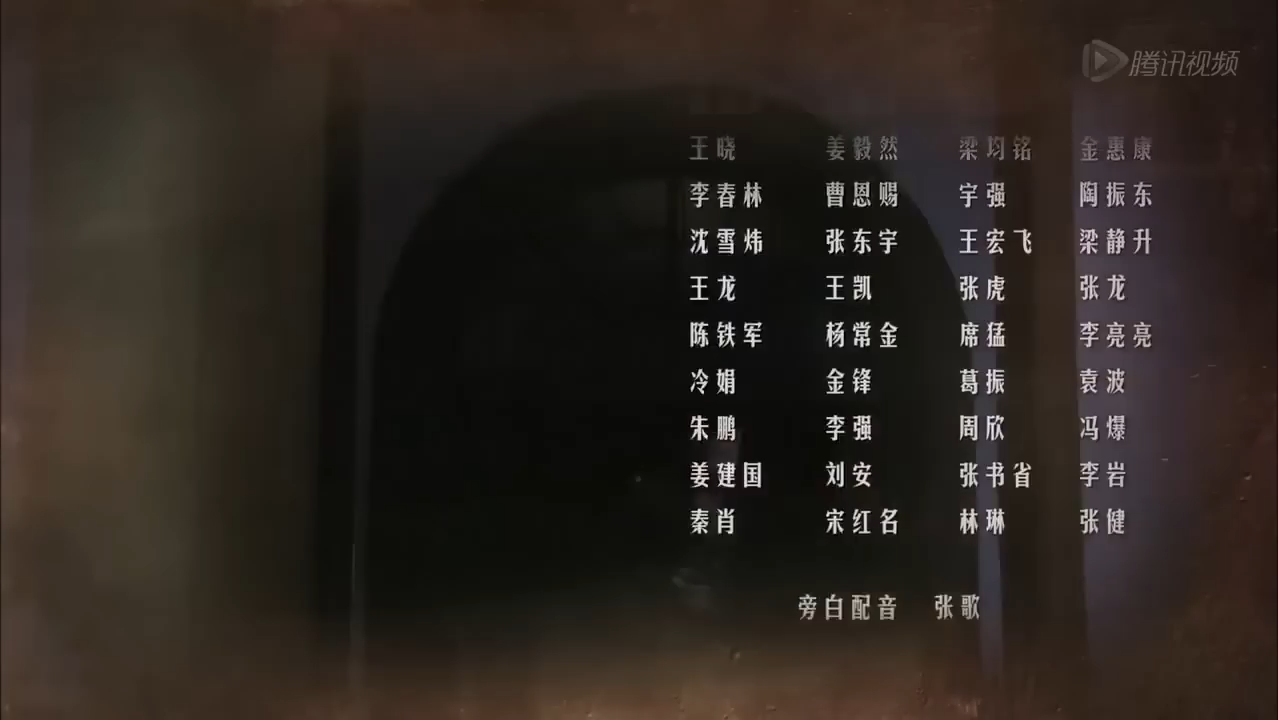 腾讯视频
王晓 姜毅然 梁均铭 金惠康
李春林 曹恩赐 宇强 陶振东
沈雪炜 张东宇 王宏飞 梁静升
王龙 王凯 张虎 张龙
陈铁军 杨常金 席猛 李亮亮
冷娟 金锋 葛振 袁波
朱鹏 李强 周欣 冯爆
姜建国 刘安 张书省 李岩
秦肖 宋红名 林琳 张健
旁白配音 张歌